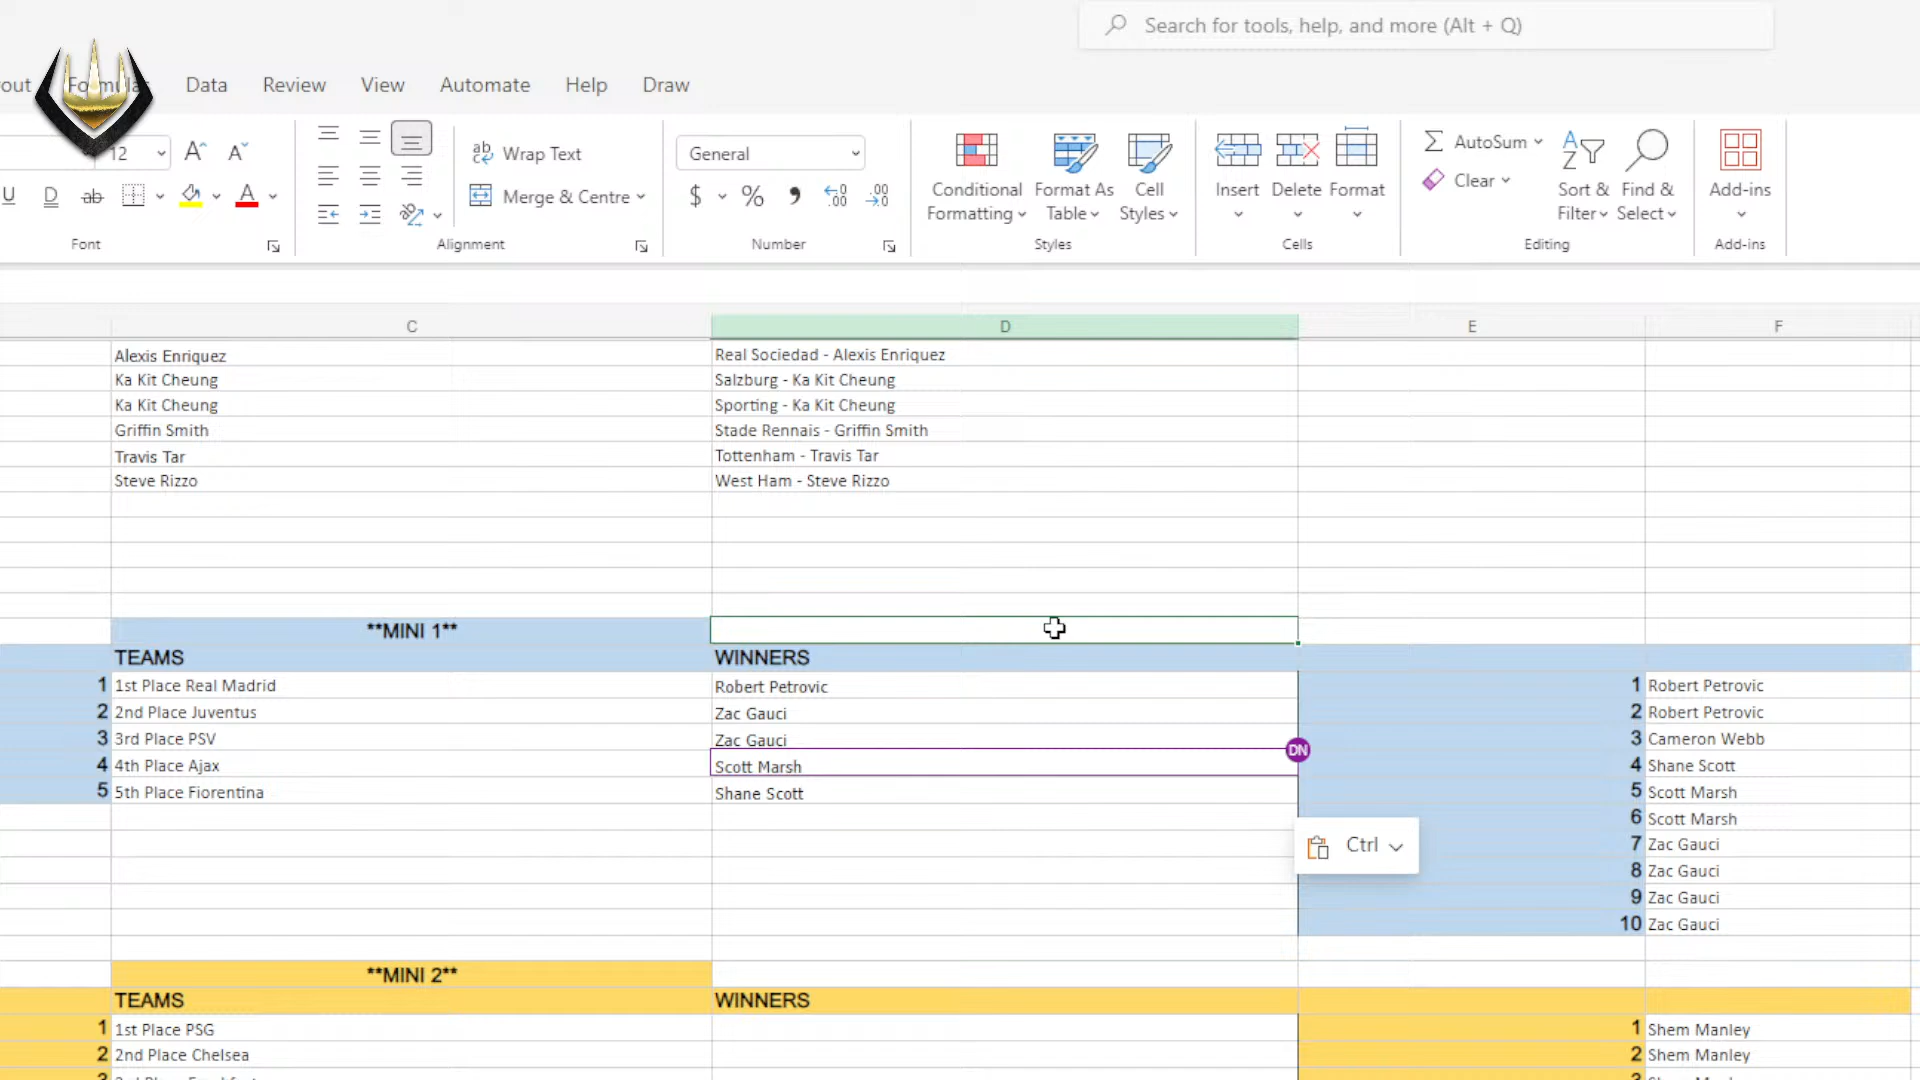 Search for tools, help, and more (Alt + Q)
out Formulas Data Review View Automate Help Draw
12 A^ A˅ Wrap Text General AutoSum
U D ab A Merge & Centre $ % , .00 .00 Clear
Conditional Formatting
Format As Table
Cell Styles
Insert Delete Format
Sort & Filter
Find & Select
Add-ins
Font Alignment Number Styles Cells Editing Add-ins
C D E F
Alexis Enriquez Real Sociedad - Alexis Enriquez
Ka Kit Cheung Salzburg - Ka Kit Cheung
Ka Kit Cheung Sporting - Ka Kit Cheung
Griffin Smith Stade Rennais - Griffin Smith
Travis Tar Tottenham - Travis Tar
Steve Rizzo West Ham - Steve Rizzo
**MINI 1**
TEAMS WINNERS
1 1st Place Real Madrid Robert Petrovic 1 Robert Petrovic
2 2nd Place Juventus Zac Gauci 2 Robert Petrovic
3 3rd Place PSV Zac Gauci 3 Cameron Webb
DN
4 4th Place Ajax Scott Marsh 4 Shane Scott
5 5th Place Fiorentina Shane Scott 5 Scott Marsh
6 Scott Marsh
Ctrl
7 Zac Gauci
8 Zac Gauci
9 Zac Gauci
10 Zac Gauci
**MINI 2**
TEAMS WINNERS
1 1st Place PSG 1 Shem Manley
2 2nd Place Chelsea 2 Shem Manley